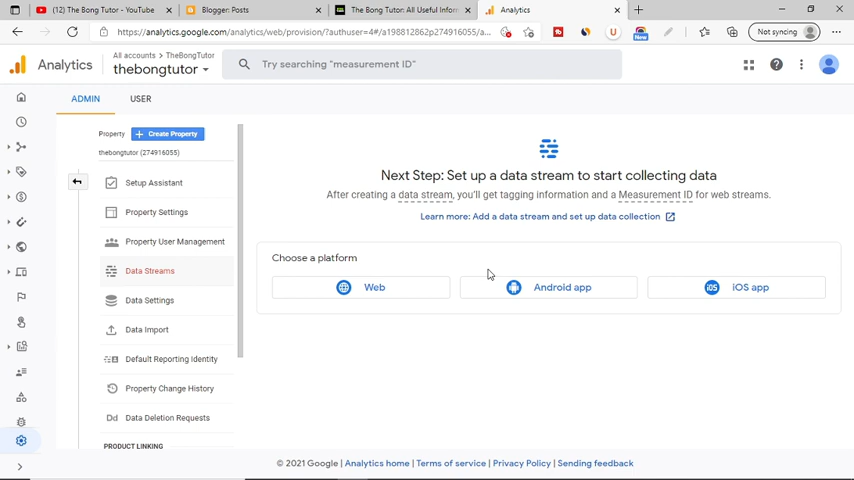 (12) The Bong Tutor - YouTube
Blogger: Posts
The Bong Tutor: All Useful Infor
Analytics
https://analytics.google.com/analytics/web/provision/?authuser=4#/a198812862p274916055/a...
New
Not syncing
Analytics
All accounts > TheBongTutor
thebongtutor
Try searching "measurement ID"
ADMIN
USER
Property
Create Property
thebongtutor (274916055)
Setup Assistant
Property Settings
Property User Management
Data Streams
Data Settings
Data Import
Default Reporting Identity
Property Change History
Dd Data Deletion Requests
PRODUCT LINKING
Next Step: Set up a data stream to start collecting data
After creating a data stream, you'll get tagging information and a Measurement ID for web streams.
Learn more: Add a data stream and set up data collection
Choose a platform
Web
Android app
iOS iOS app
© 2021 Google | Analytics home | Terms of service | Privacy Policy | Sending feedback